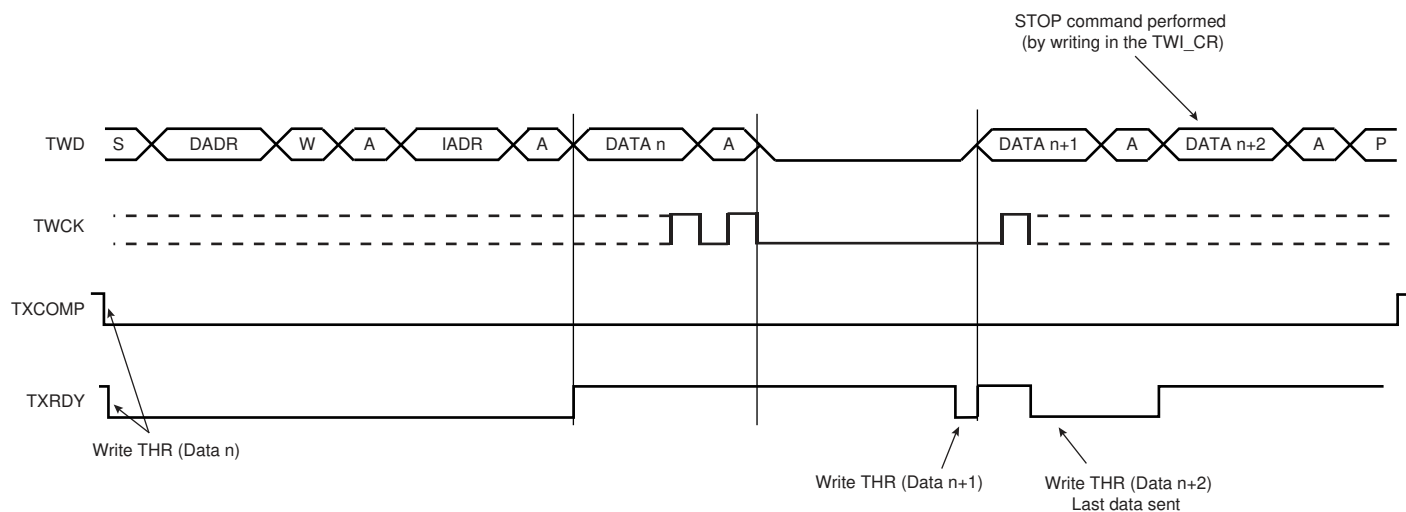 STOP command performed
(by writing in the TWI_CR)
TWD S DADR W A IADR A DATA n A DATA n+1 A DATA n+2 A P
TWCK
TXCOMP
TXRDY
Write THR (Data n)
Write THR (Data n+1)
Write THR (Data n+2)
Last data sent